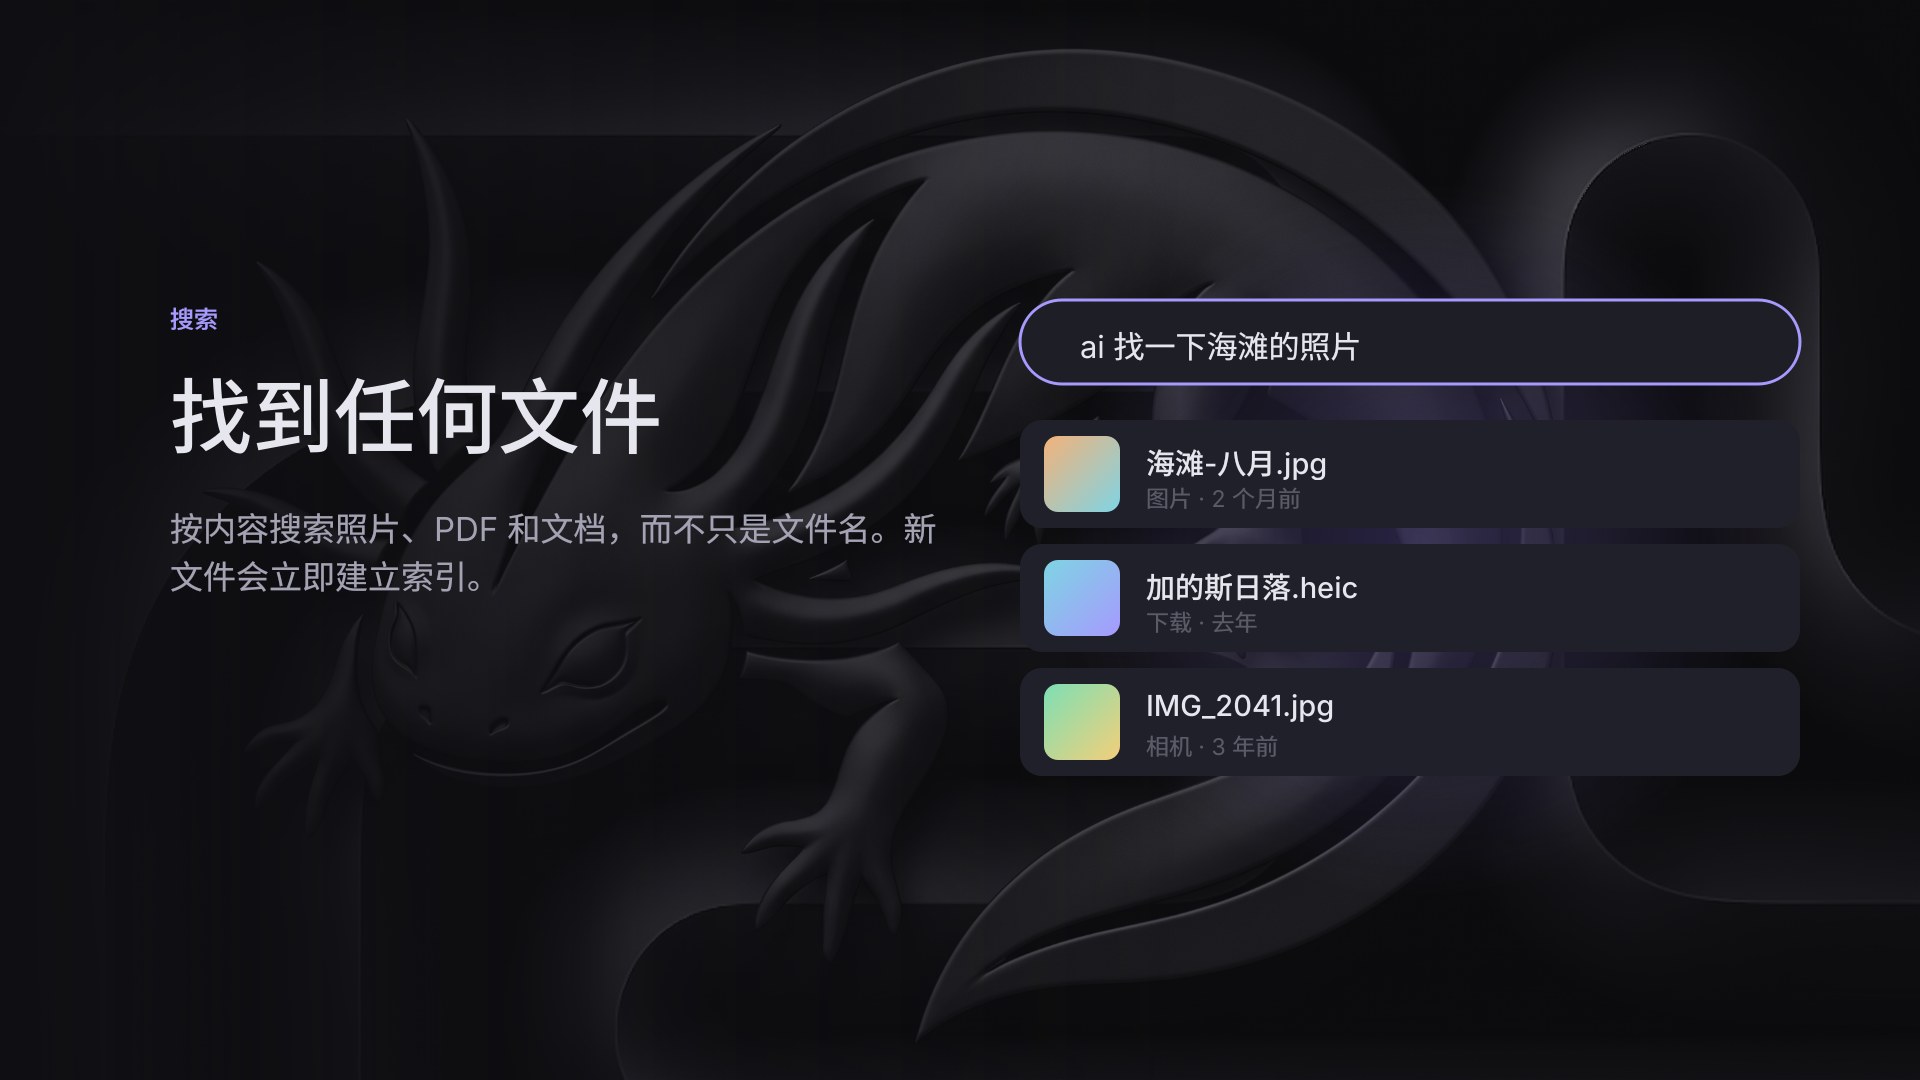 搜索
找到任何文件
按内容搜索照片、PDF 和文档，而不只是文件名。新
文件会立即建立索引。
ai 找一下海滩的照片
海滩-八月.jpg
图片 · 2 个月前
加的斯日落.heic
下载 · 去年
IMG_2041.jpg
相机 · 3 年前